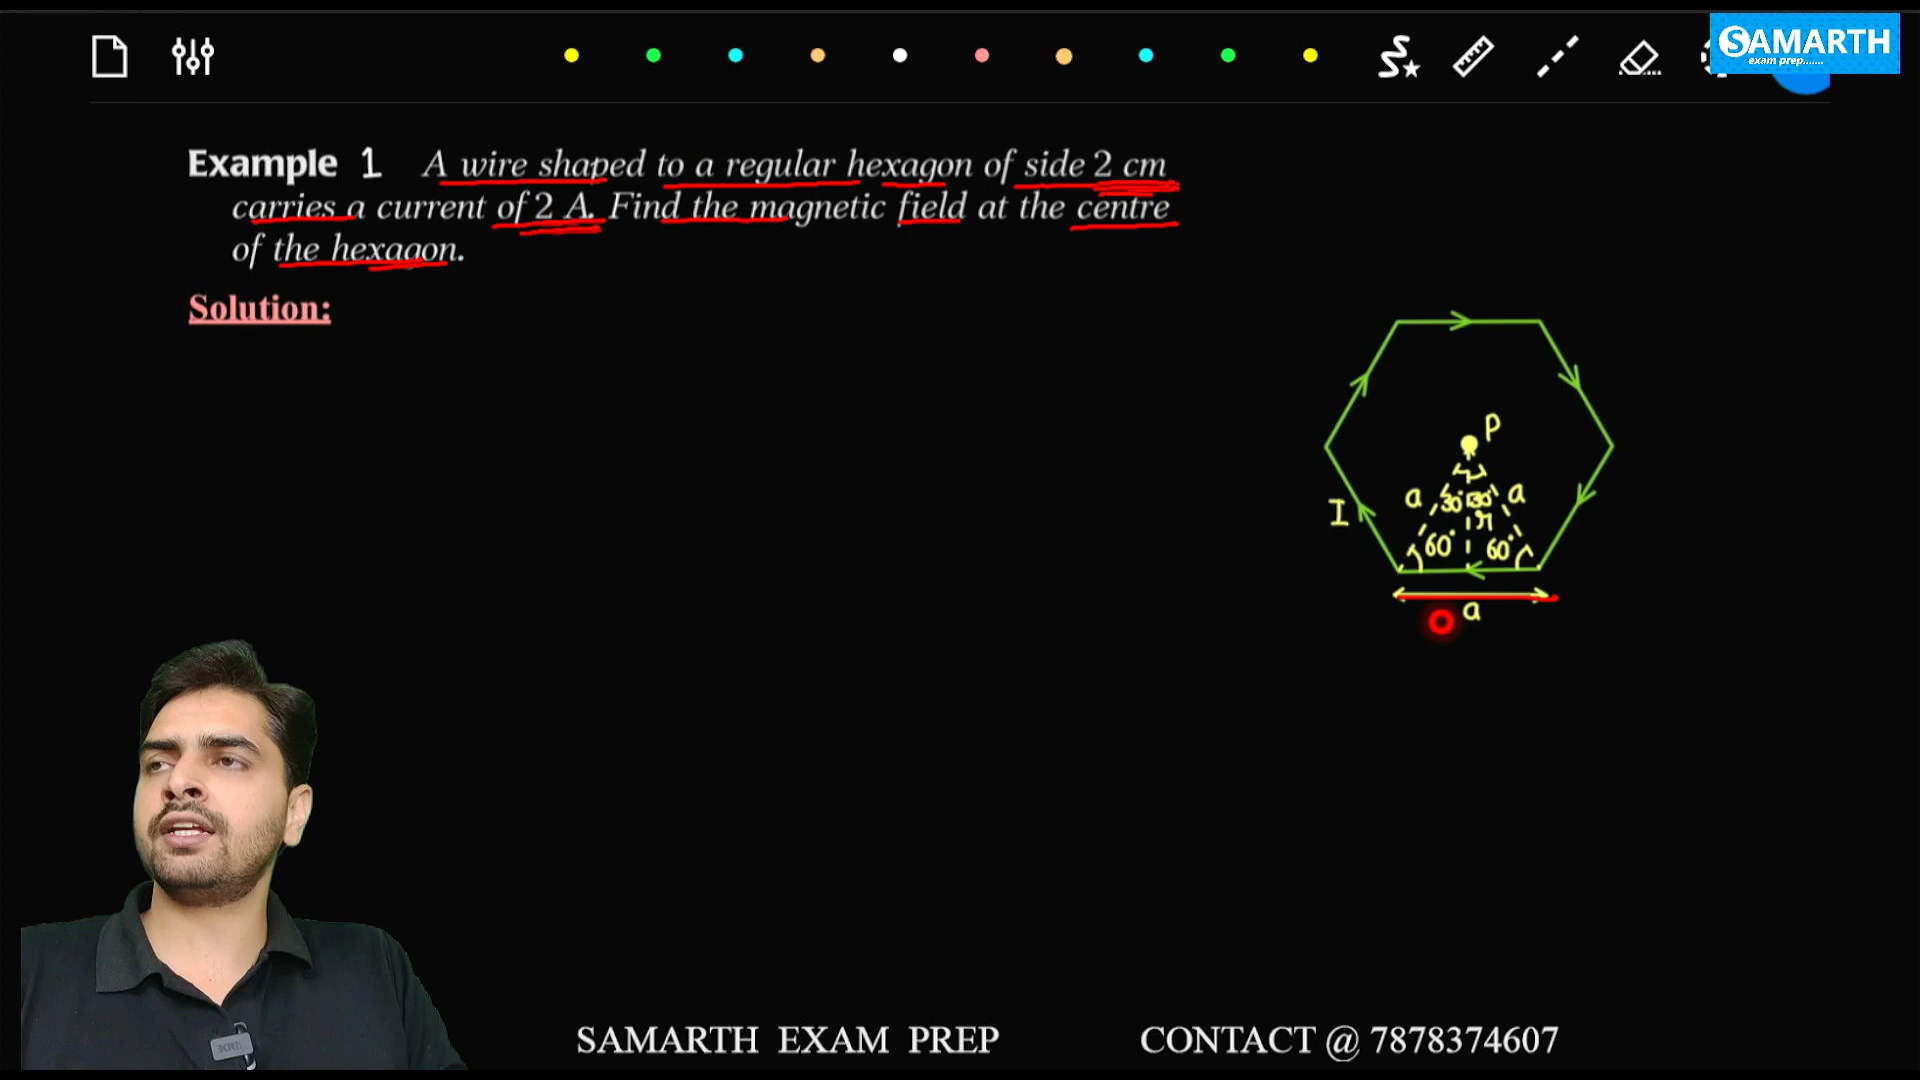 SAMARTH
exam prep.......
Example 1 A wire shaped to a regular hexagon of side 2 cm
carries a current of 2 A. Find the magnetic field at the centre
of the hexagon.
Solution:
P
a 30° 30° a
I
r
60° 60°
a
SAMARTH EXAM PREP CONTACT @ 7878374607